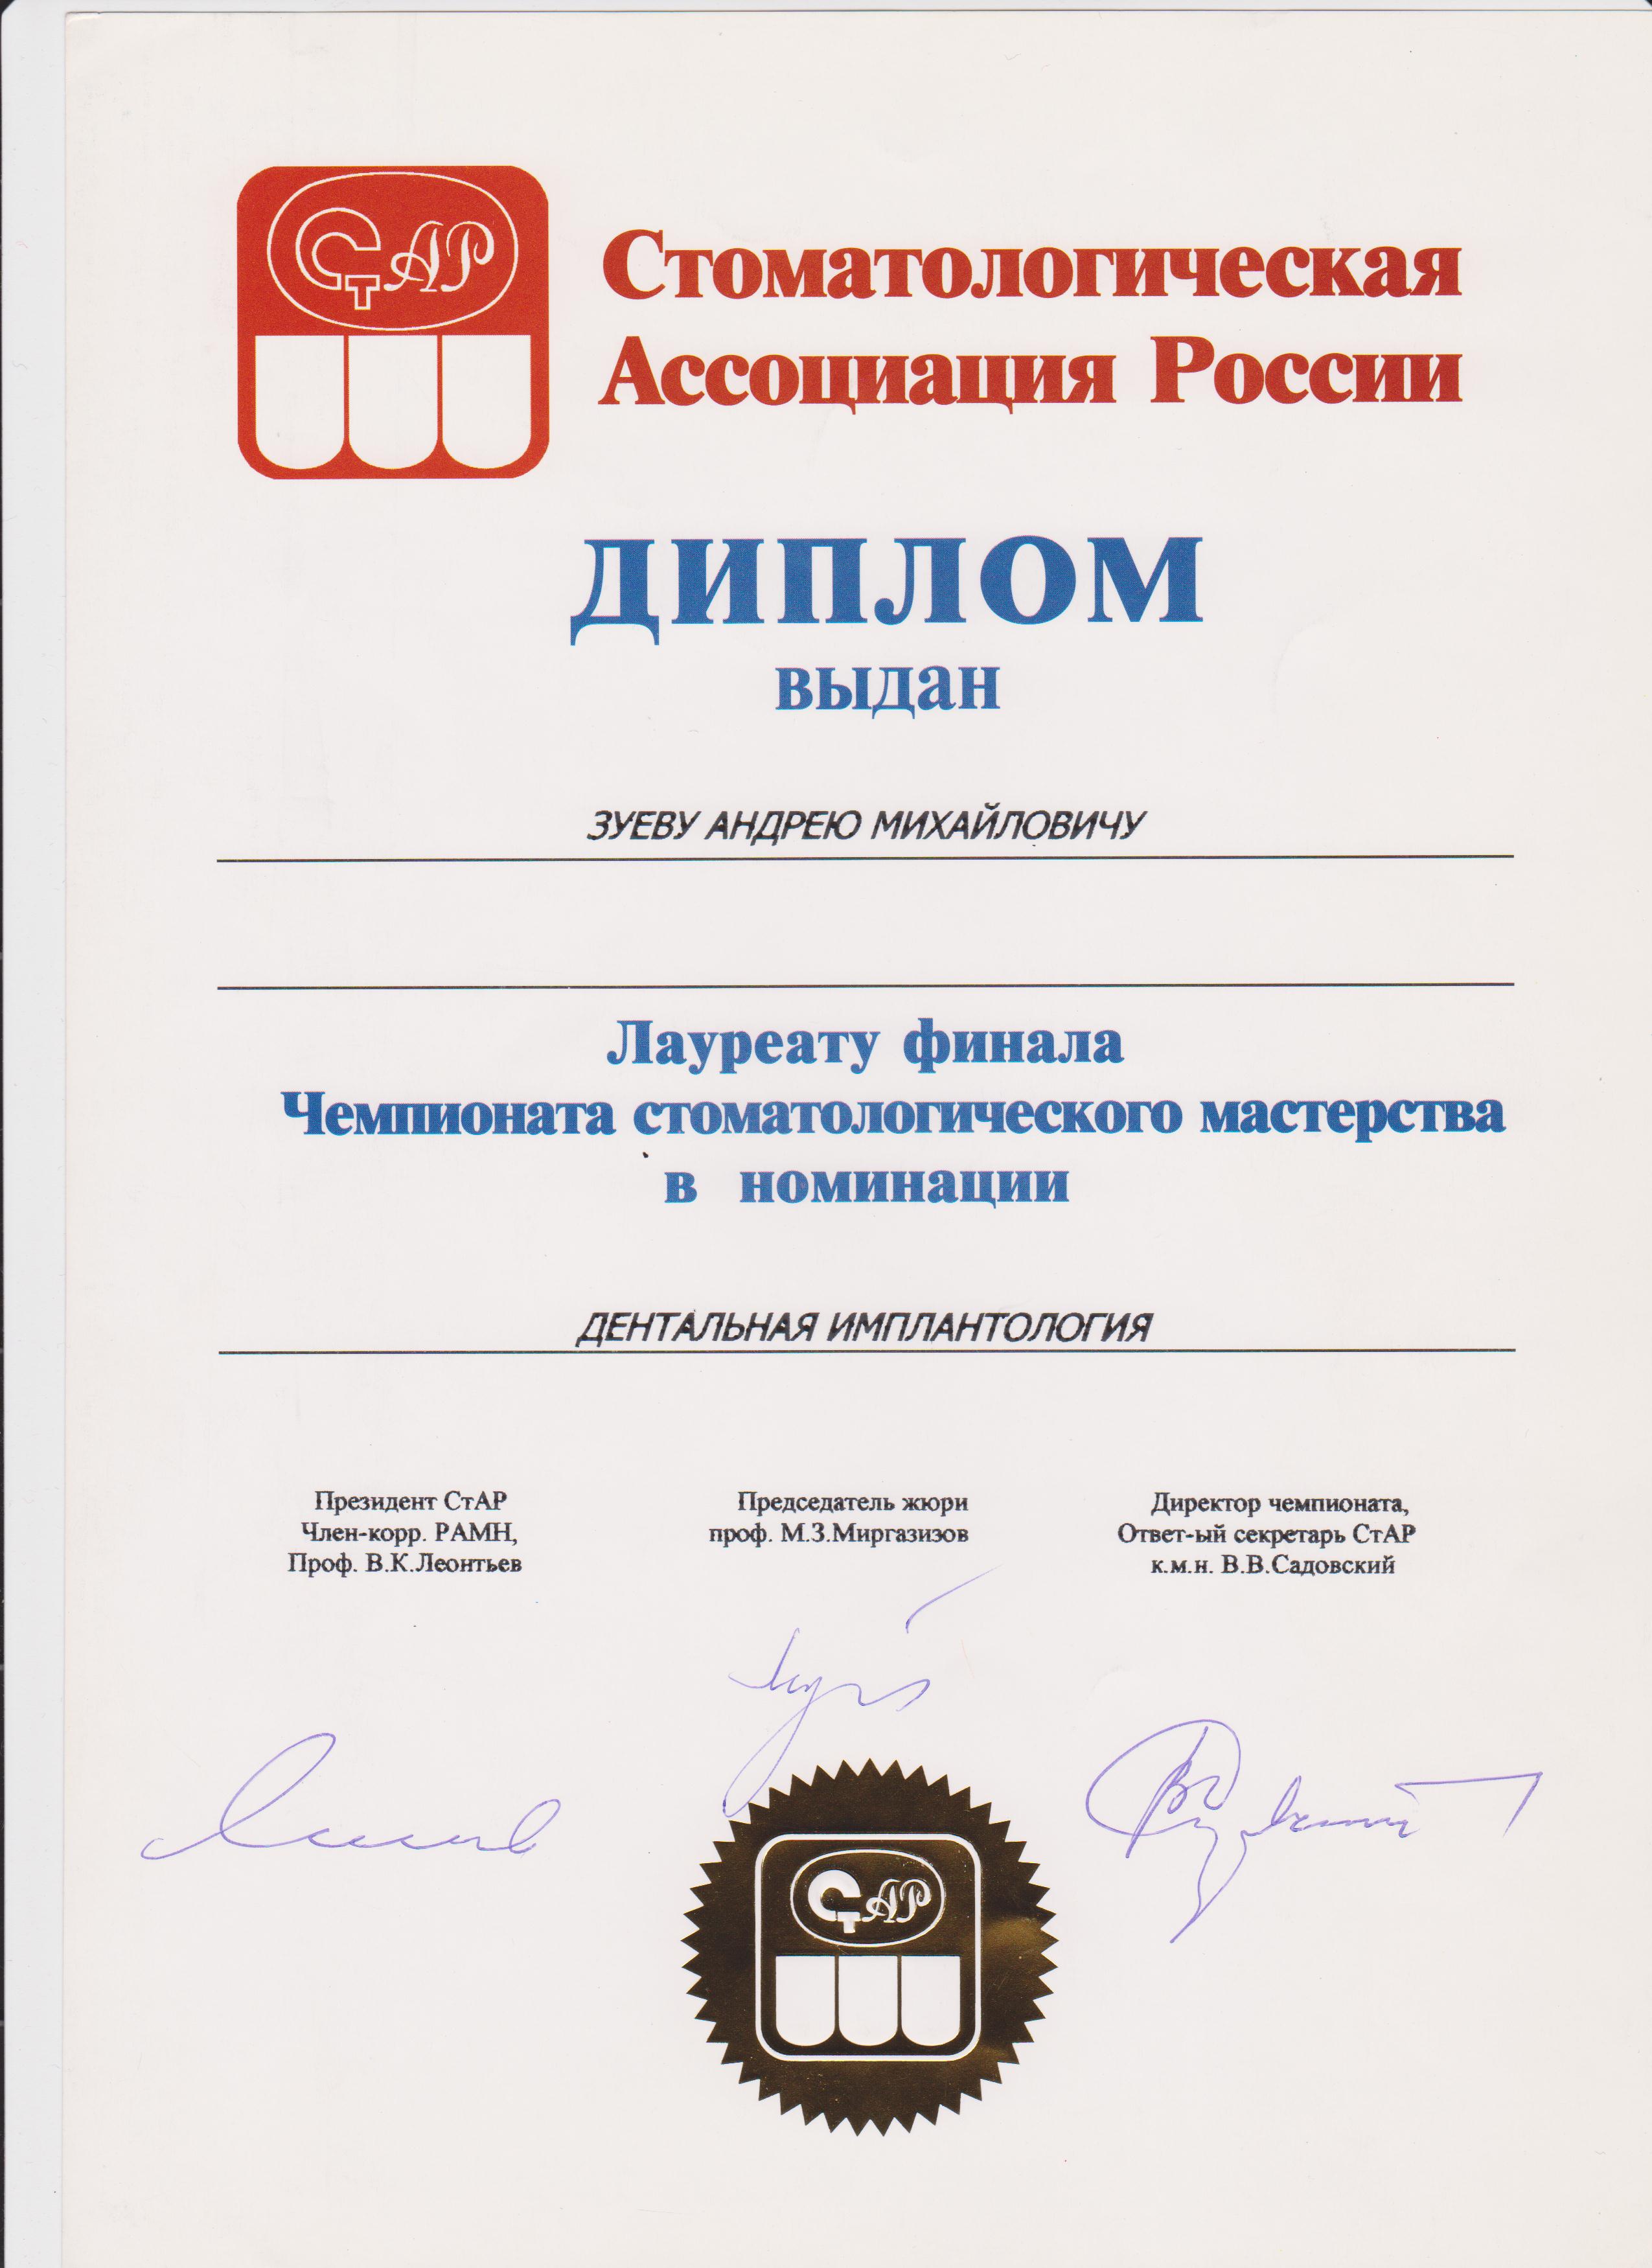 СтАР
Стоматологическая
Ассоциация России
ДИПЛОМ
выдан
ЗУЕВУ АНДРЕЮ МИХАЙЛОВИЧУ
Лауреату финала
Чемпионата стоматологического мастерства
в номинации
ДЕНТАЛЬНАЯ ИМПЛАНТОЛОГИЯ
Президент СтАР
Член-корр. РАМН,
Проф. В.К.Леонтьев
Председатель жюри
проф. М.З.Миргазизов
Директор чемпионата,
Ответ-ый секретарь СтАР
к.м.н. В.В.Садовский
СтАР